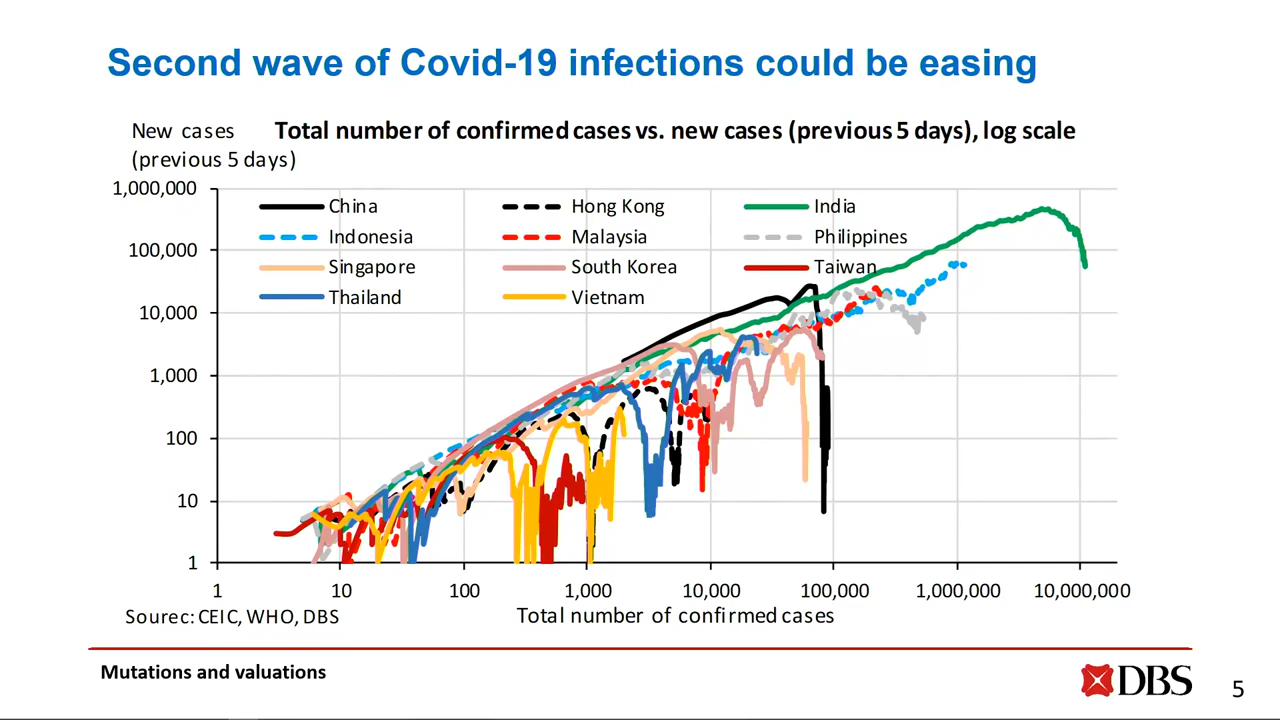 Second wave of Covid-19 infections could be easing
New cases
(previous 5 days)
Total number of confirmed cases vs. new cases (previous 5 days), log scale
1,000,000
100,000
10,000
1,000
100
10
1
China
Hong Kong
India
Indonesia
Malaysia
Philippines
Singapore
South Korea
Taiwan
Thailand
Vietnam
1 10 100 1,000 10,000 100,000 1,000,000 10,000,000
Total number of confirmed cases
Sourec: CEIC, WHO, DBS
Mutations and valuations
DBS
5